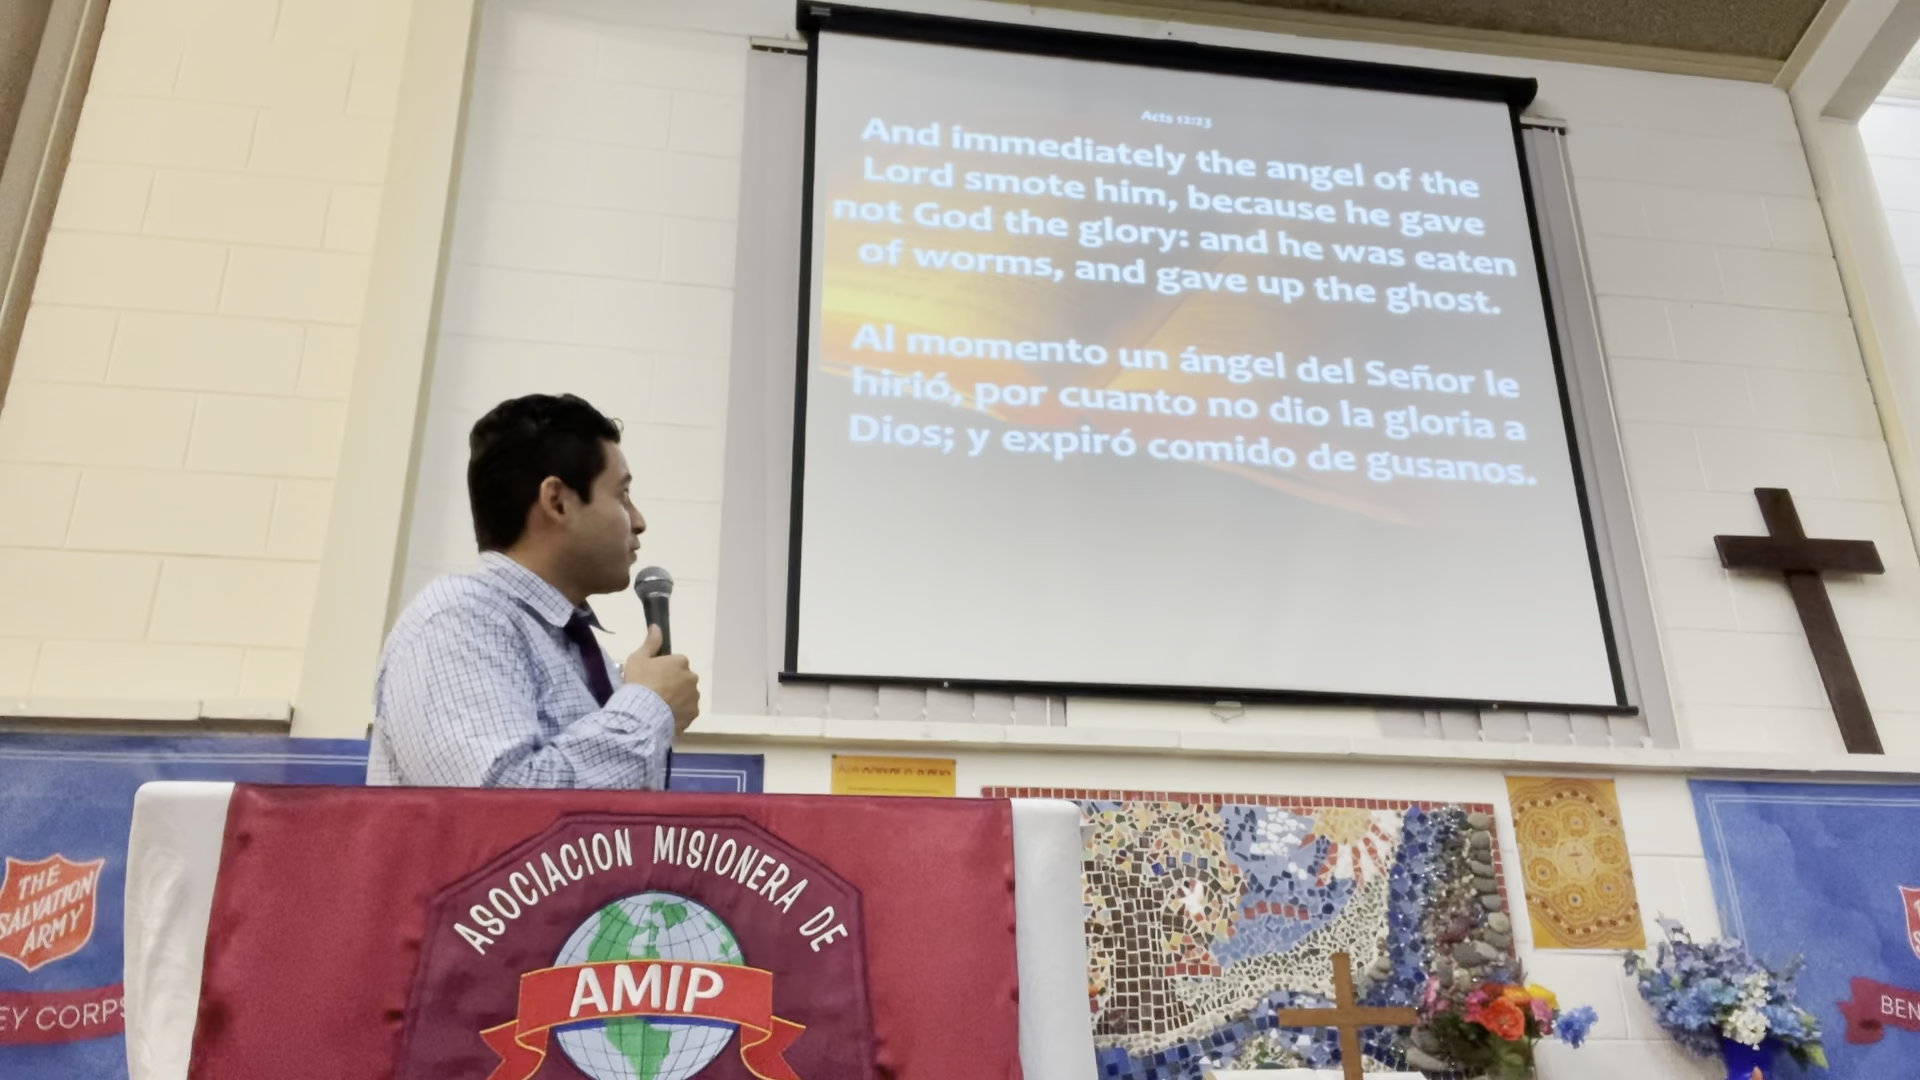 Acts 12:23
And immediately the angel of the
Lord smote him, because he gave
not God the glory: and he was eaten
of worms, and gave up the ghost.
Al momento un ángel del Señor le
hirió, por cuanto no dio la gloria a
Dios; y expiró comido de gusanos.
THE
SALVATION
ARMY
EY CORPS
ASOCIACION MISIONERA DE
AMIP
BEN